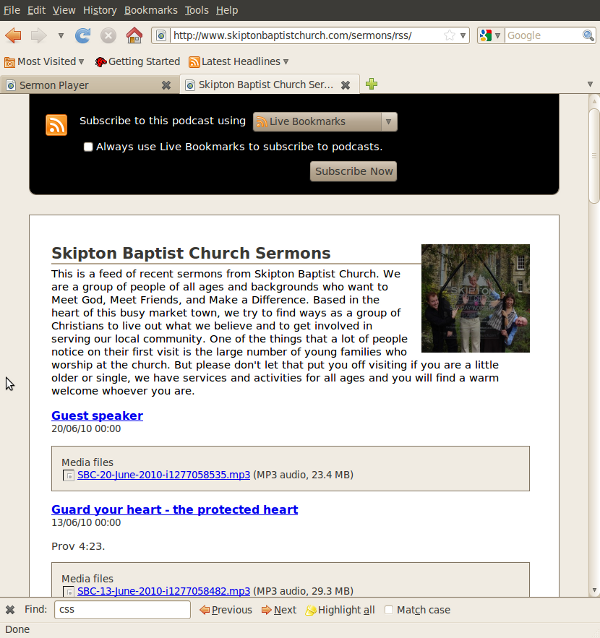 File Edit View History Bookmarks Tools Help
http://www.skiptonbaptistchurch.com/sermons/rss/ Google
Most Visited Getting Started Latest Headlines
Sermon Player Skipton Baptist Church Ser...
Subscribe to this podcast using Live Bookmarks
Always use Live Bookmarks to subscribe to podcasts.
Subscribe Now
Skipton Baptist Church Sermons
This is a feed of recent sermons from Skipton Baptist Church. We
are a group of people of all ages and backgrounds who want to
Meet God, Meet Friends, and Make a Difference. Based in the
heart of this busy market town, we try to find ways as a group of
Christians to live out what we believe and to get involved in
serving our local community. One of the things that a lot of people
notice on their first visit is the large number of young families who
worship at the church. But please don't let that put you off visiting if you are a little
older or single, we have services and activities for all ages and you will find a warm
welcome whoever you are.
SKIPTON
Guest speaker
20/06/10 00:00
Media files
SBC-20-June-2010-i1277058535.mp3 (MP3 audio, 23.4 MB)
Guard your heart - the protected heart
13/06/10 00:00
Prov 4:23.
Media files
SBC-13-June-2010-i1277058482.mp3 (MP3 audio, 29.3 MB)
Find: css Previous Next Highlight all Match case
Done